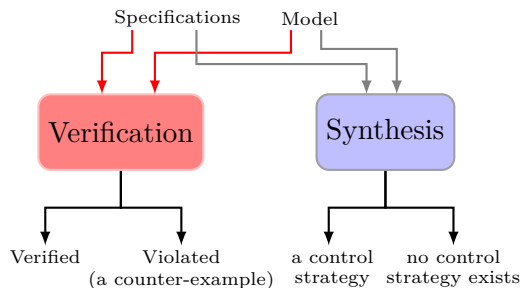 Specifications Model
Verification Synthesis
Verified Violated a control no control
(a counter-example) strategy strategy exists